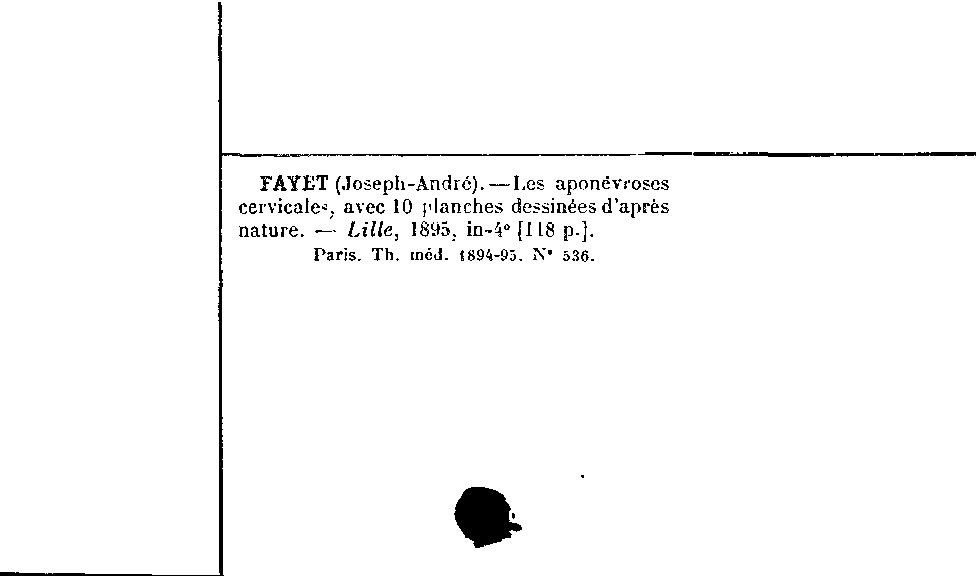 FAYET (Joseph-André). — Les aponévroses
cervicales, avec 10 planches dessinées d'après
nature. — Lille, 1895, in-4° [118 p.].
Paris. Th. méd. 1894-95. N° 536.